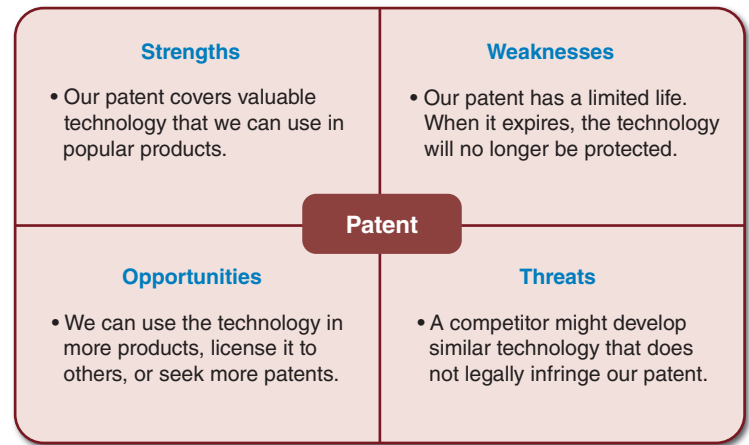 Strengths
• Our patent covers valuable
technology that we can use in
popular products.
Weaknesses
• Our patent has a limited life.
When it expires, the technology
will no longer be protected.
Patent
Opportunities
• We can use the technology in
more products, license it to
others, or seek more patents.
Threats
• A competitor might develop
similar technology that does
not legally infringe our patent.